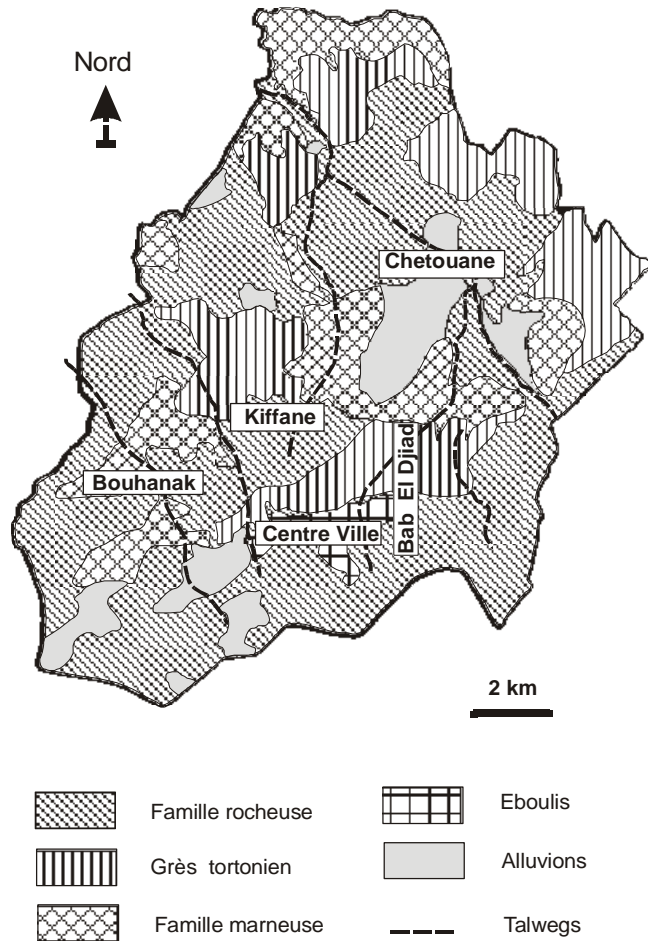 Nord
Chetouane
Kiffane
Bouhanak
Bab El Djiad
Centre Ville
2 km
Famille rocheuse
Eboulis
Grès tortonien
Alluvions
Famille marneuse
Talwegs